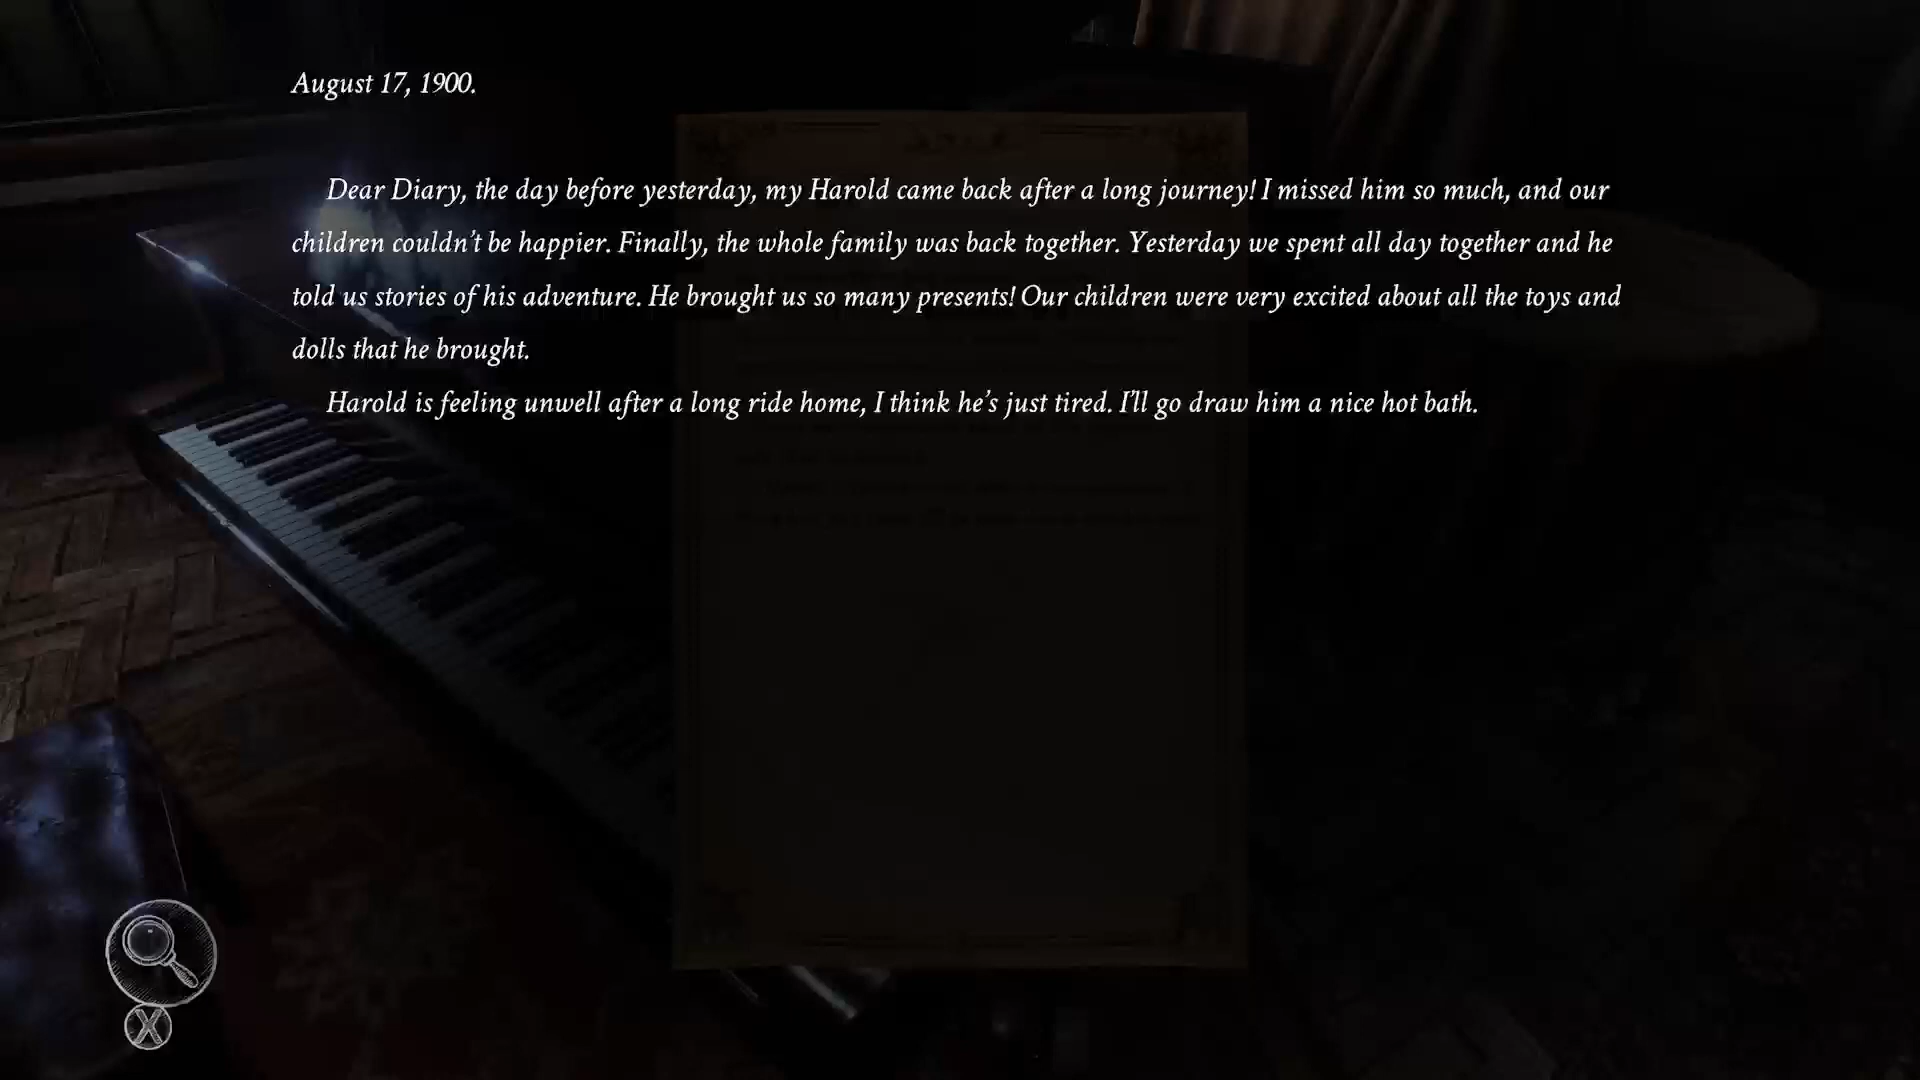 August 17, 1900.
Dear Diary, the day before yesterday, my Harold came back after a long journey! I missed him so much, and our
children couldn't be happier. Finally, the whole family was back together. Yesterday we spent all day together and he
told us stories of his adventure. He brought us so many presents! Our children were very excited about all the toys and
dolls that he brought.
Harold is feeling unwell after a long ride home, I think he's just tired. I'll go draw him a nice hot bath.
X